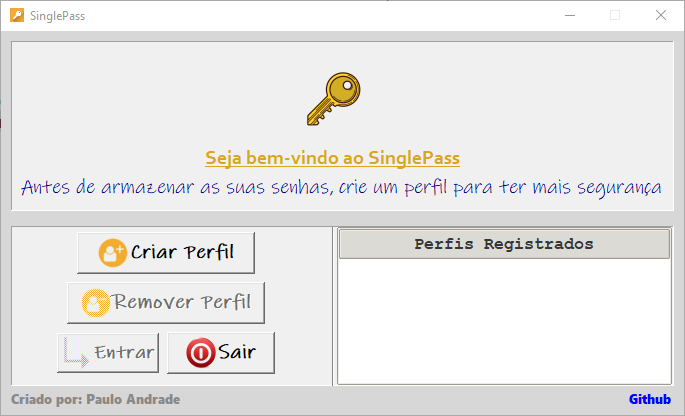 SinglePass
Seja bem-vindo ao SinglePass
Antes de armazenar as suas senhas, crie um perfil para ter mais segurança
Criar Perfil
Remover Perfil
Entrar
Sair
Perfis Registrados
Criado por: Paulo Andrade
Github